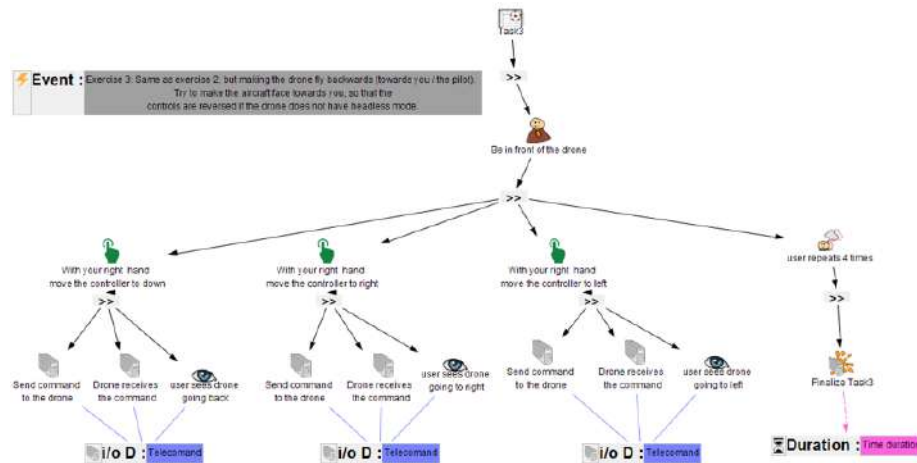 Task3
>>
Event :
Exercise 3: Same as exercise 2, but making the drone fly backwards (towards you / the pilot).
Try to make the aircraft face towards you, so that the
controls are reversed if the drone does not have headless mode.
Be in front of the drone
>>
With your right hand
move the controller to down
With your right hand
move the controller to right
With your right hand
move the controller to left
user repeats 4 times
>>
>>
>>
>>
Send command
to the drone
Drone receives
the command
user sees drone
going back
Send command
to the drone
Drone receives
the command
user sees drone
going to right
Send command
to the drone
Drone receives
the command
user sees drone
going to left
Finalize Task3
i/o D : Telecomand
i/o D : Telecomand
i/o D : Telecomand
Duration : Time duration